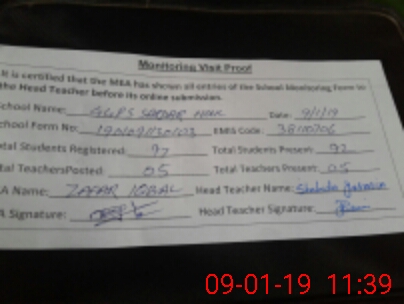 Monitoring Visit Proof
It is certified that the MEA has shown all entries of the School Monitoring Form to
the Head Teacher before its online submission.
School Name: GGPS Date: 9/1/19
School Form No: EMIS Code:
Total Students Registered: 97 Total Students Present: 92
Total Teachers Posted: 05 Total Teachers Present: 05
A Name: ZAFAR IQBAL Head Teacher Name:
A Signature: Head Teacher Signature:
09-01-19 11:39